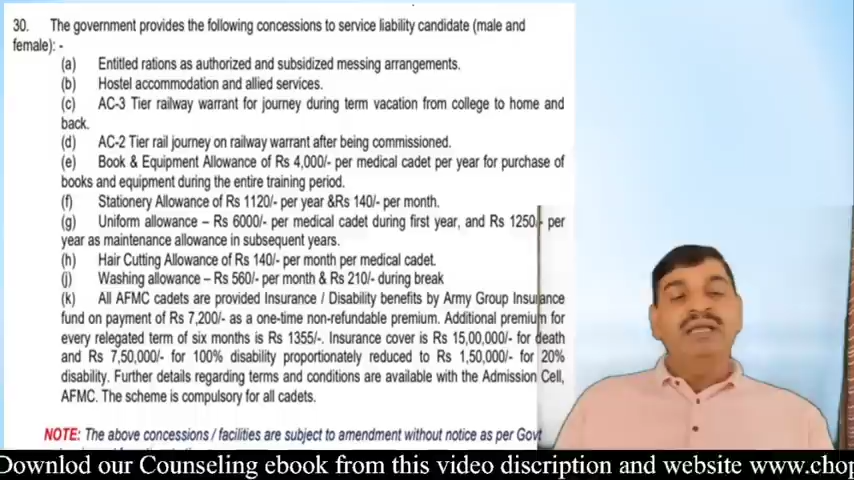 30. The government provides the following concessions to service liability candidate (male and
female): -
(a) Entitled rations as authorized and subsidized messing arrangements.
(b) Hostel accommodation and allied services.
(c) AC-3 Tier railway warrant for journey during term vacation from college to home and
back.
(d) AC-2 Tier rail journey on railway warrant after being commissioned.
(e) Book & Equipment Allowance of Rs 4,000/- per medical cadet per year for purchase of
books and equipment during the entire training period.
(f) Stationery Allowance of Rs 1120/- per year &Rs 140/- per month.
(g) Uniform allowance – Rs 6000/- per medical cadet during first year, and Rs 1250/- per
year as maintenance allowance in subsequent years.
(h) Hair Cutting Allowance of Rs 140/- per month per medical cadet.
(j) Washing allowance – Rs 560/- per month & Rs 210/- during break
(k) All AFMC cadets are provided Insurance / Disability benefits by Army Group Insurance
fund on payment of Rs 7,200/- as a one-time non-refundable premium. Additional premium for
every relegated term of six months is Rs 1355/-. Insurance cover is Rs 15,00,000/- for death
and Rs 7,50,000/- for 100% disability proportionately reduced to Rs 1,50,000/- for 20%
disability. Further details regarding terms and conditions are available with the Admission Cell,
AFMC. The scheme is compulsory for all cadets.
NOTE: The above concessions / facilities are subject to amendment without notice as per Govt
Downlod our Counseling ebook from this video discription and website www.chop